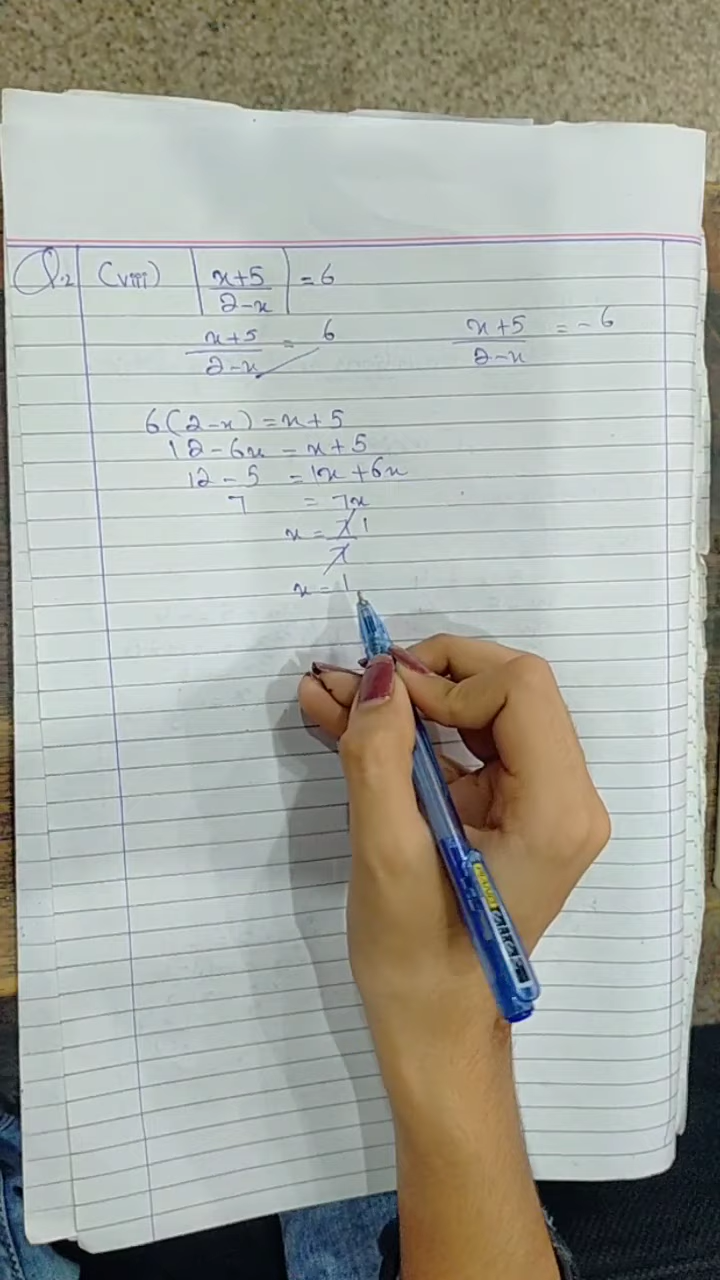 Q.2 (viii) |x+5/2-x| = 6
x+5/2-x = 6 x+5/2-x = -6
6(2-x) = x+5
12-6x = x+5
12-5 = 1x+6x
7 = 7x
x = 7/7 1
x = 1